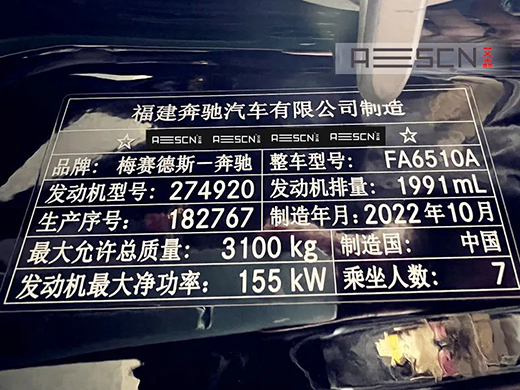 AESCN
福建奔驰汽车有限公司制造
☆ AESCN AESCN AESCN AESCN ☆
品牌: 梅赛德斯—奔驰 整车型号: FA6510A
发动机型号: 274920 发动机排量: 1991mL
生产序号: 182767 制造年月: 2022年10月
最大允许总质量: 3100 kg 制造国: 中国
发动机最大净功率: 155 kW 乘坐人数: 7